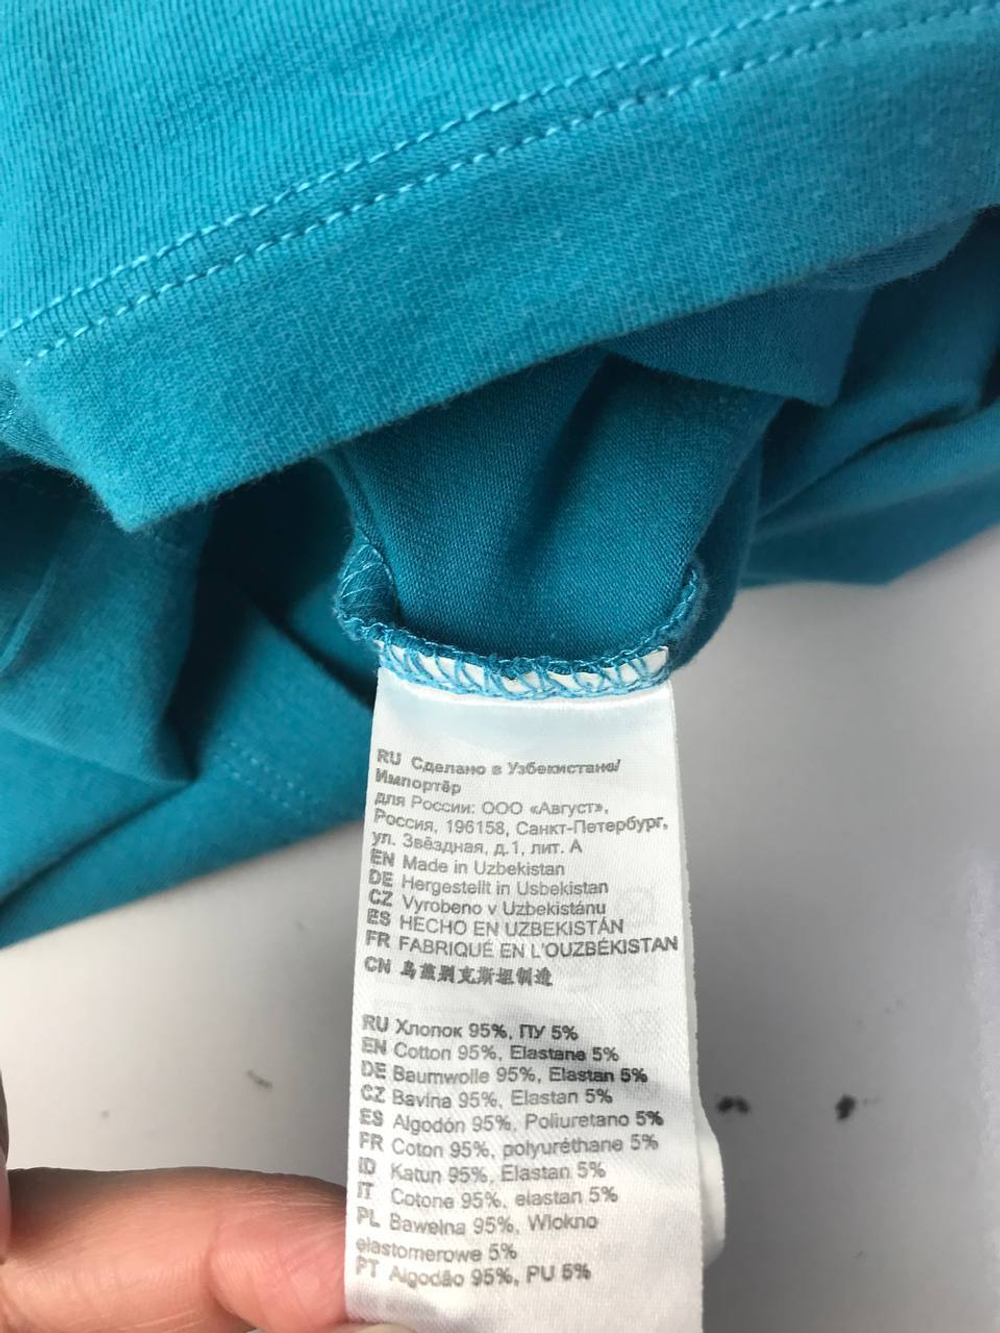 RU Сделано в Узбекистане/
Импортёр
для России: ООО «Август»,
Россия, 196158, Санкт-Петербург,
ул. Звёздная, д.1, лит. А
EN Made in Uzbekistan
DE Hergestellt in Usbekistan
CZ Vyrobeno v Uzbekistánu
ES HECHO EN UZBEKISTÁN
FR FABRIQUÉ EN L'OUZBÉKISTAN
CN 乌兹别克斯坦制造
RU Хлопок 95%, ПУ 5%
EN Cotton 95%, Elastane 5%
DE Baumwolle 95%, Elastan 5%
CZ Bavlna 95%, Elastan 5%
ES Algodón 95%, Poliuretano 5%
FR Coton 95%, polyuréthane 5%
ID Katun 95%, Elastan 5%
IT Cotone 95%, elastan 5%
PL Bawełna 95%, Włokno
elastomerowe 5%
PT Algodão 95%, PU 5%